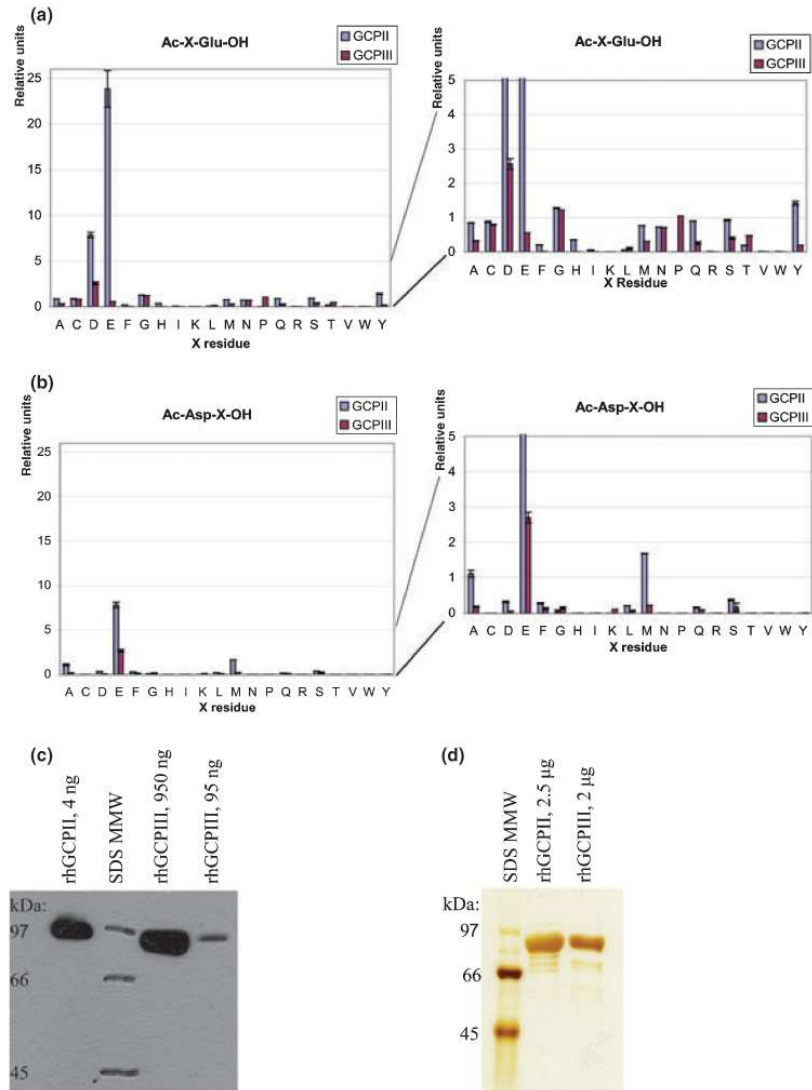 (a)
Ac-X-Glu-OH
GCPII
GCPIII
Relative units
25
20
15
10
5
0
A C D E F G H I K L M N P Q R S T V W Y
X residue
Ac-X-Glu-OH
GCPII
GCPIII
Relative units
5
4
3
2
1
0
A C D E F G H I K L M N P Q R S T V W Y
X Residue
(b)
Ac-Asp-X-OH
GCPII
GCPIII
Relative units
25
20
15
10
5
0
A C D E F G H I K L M N P Q R S T V W Y
X residue
Ac-Asp-X-OH
GCPII
GCPIII
Relative units
5
4
3
2
1
0
A C D E F G H I K L M N P Q R S T V W Y
X residue
(c)
rhGCPII, 4 ng
SDS MMW
rhGCPIII, 950 ng
rhGCPIII, 95 ng
kDa:
97
66
45
(d)
SDS MMW
rhGCPII, 2.5 µg
rhGCPIII, 2 µg
kDa:
97
66
45